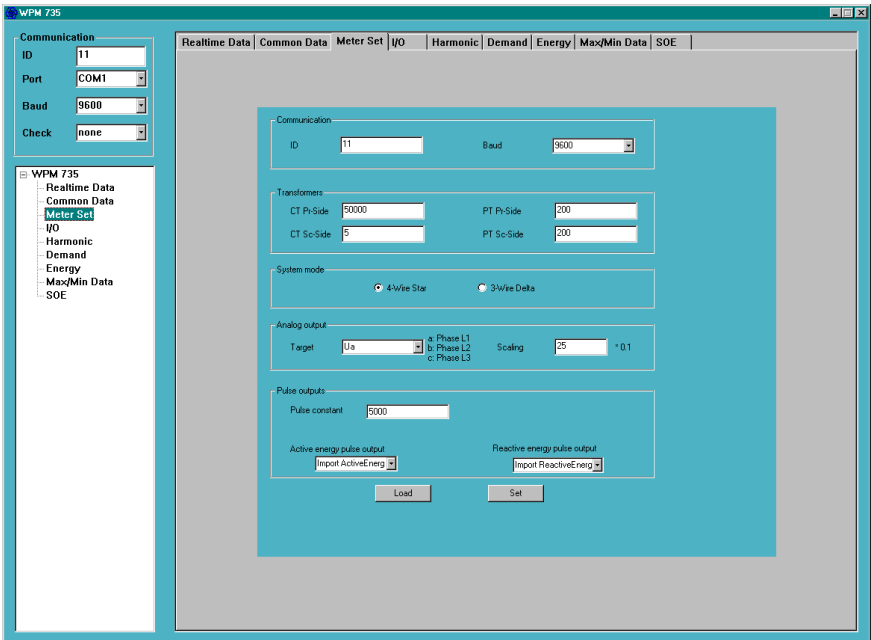 WPM 735
Communication
ID 11
Port COM1
Baud 9600
Check none
WPM 735
Realtime Data
Common Data
Meter Set
I/O
Harmonic
Demand
Energy
Max/Min Data
SOE
Realtime Data Common Data Meter Set I/O Harmonic Demand Energy Max/Min Data SOE
Communication
ID 11 Baud 9600
Transformers
CT Pr-Side 50000 PT Pr-Side 200
CT Sc-Side 5 PT Sc-Side 200
System mode
4-Wire Star 3-Wire Delta
Analog output
Target Ua
a: Phase L1
b: Phase L2
c: Phase L3
Scaling 25 * 0.1
Pulse outputs
Pulse constant 5000
Active energy pulse output Reactive energy pulse output
Import ActiveEnerg Import ReactiveEnerg
Load Set